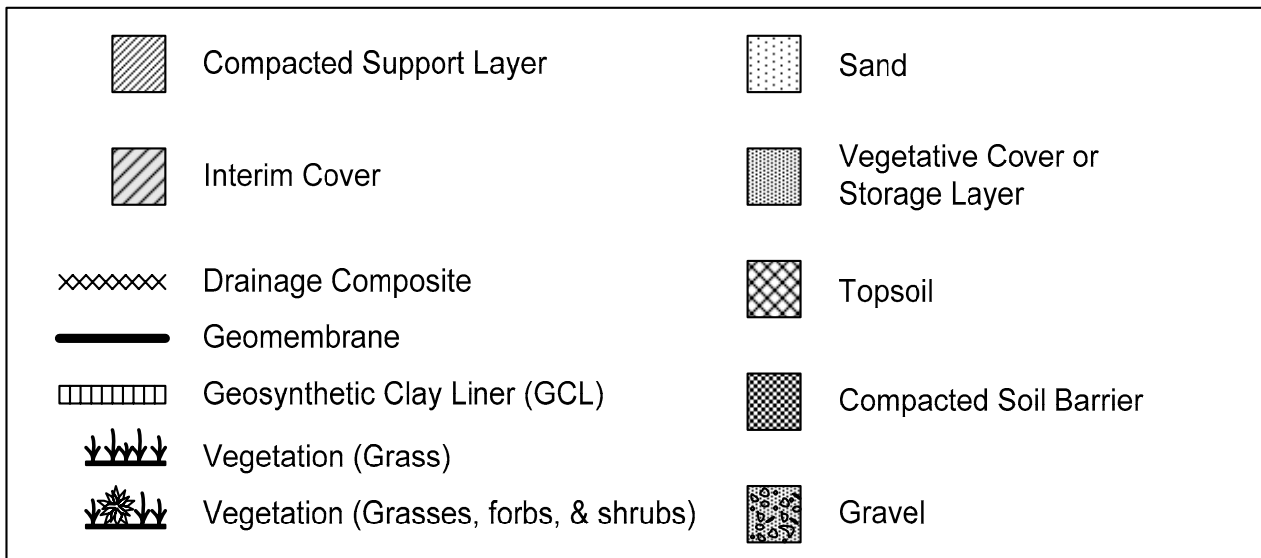 Compacted Support Layer
Interim Cover
Drainage Composite
Geomembrane
Geosynthetic Clay Liner (GCL)
Vegetation (Grass)
Vegetation (Grasses, forbs, & shrubs)
Sand
Vegetative Cover or
Storage Layer
Topsoil
Compacted Soil Barrier
Gravel